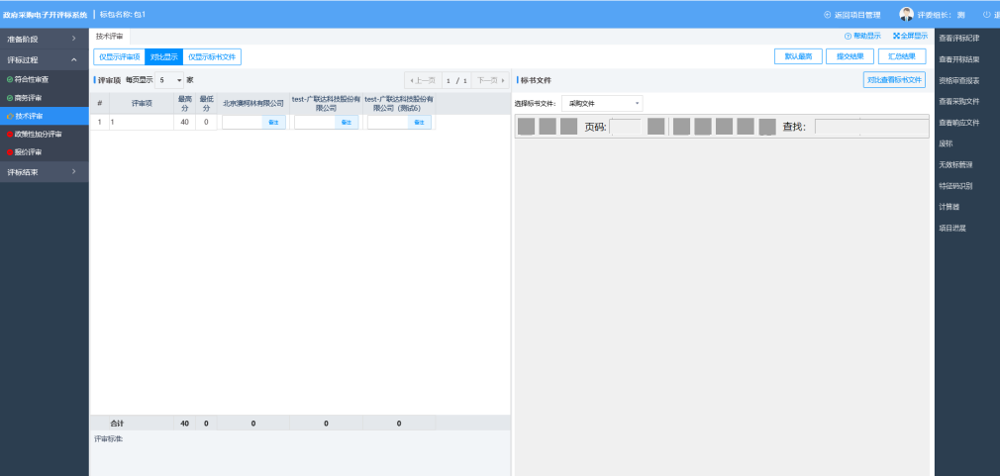 政府采购电子开评标系统 标包名称:包1 返回项目管理 评委组长: 测
准备阶段
评标过程
符合性审查
商务评审
技术评审
政策性加分评审
报价评审
评标结束
技术评审 帮助显示 全屏显示
仅显示评审项 对比显示 仅显示标书文件 默认最高 提交结果 汇总结果
评审项 每页显示 5 家 上一页 1 / 1 下一页
# 评审项 最高分 最低分 北京澳柯林有限公司 test-广联达科技股份有限公司 test-广联达科技股份有限公司(测试6)
1 1 40 0 备注 备注 备注
合计 40 0 0 0 0
评审标准:
标书文件 对比查看标书文件
选择标书文件: 采购文件
页码: 查找:
查看评标纪律
查看开标结果
资格审查报表
查看采购文件
查看响应文件
废标
无效标管理
特征码识别
计算器
项目进展